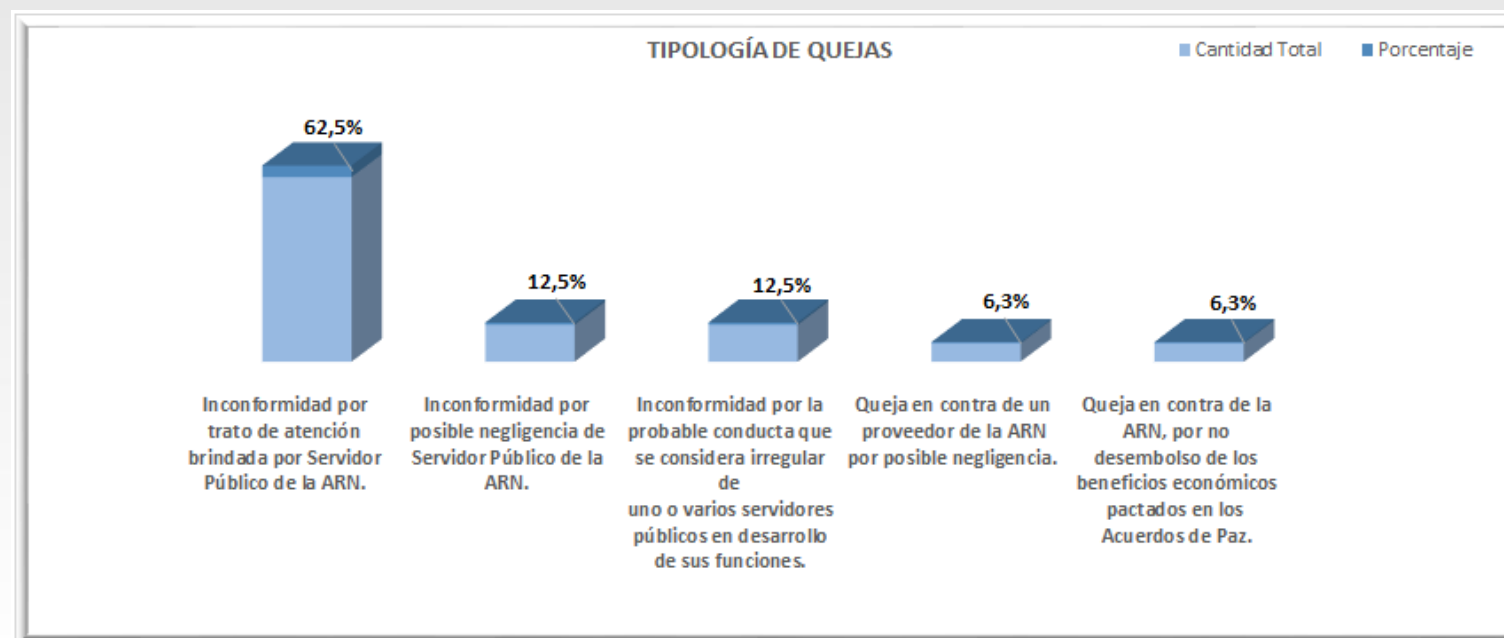 TIPOLOGÍA DE QUEJAS
Cantidad Total
Porcentaje
62,5%
12,5%
12,5%
6,3%
6,3%
Inconformidad por
trato de atención
brindada por Servidor
Público de la ARN.
Inconformidad por
posible negligencia de
Servidor Público de la
ARN.
Inconformidad por la
probable conducta que
se considera irregular
de
uno o varios servidores
públicos en desarrollo
de sus funciones.
Queja en contra de un
proveedor de la ARN
por posible negligencia.
Queja en contra de la
ARN, por no
desembolso de los
beneficios económicos
pactados en los
Acuerdos de Paz.